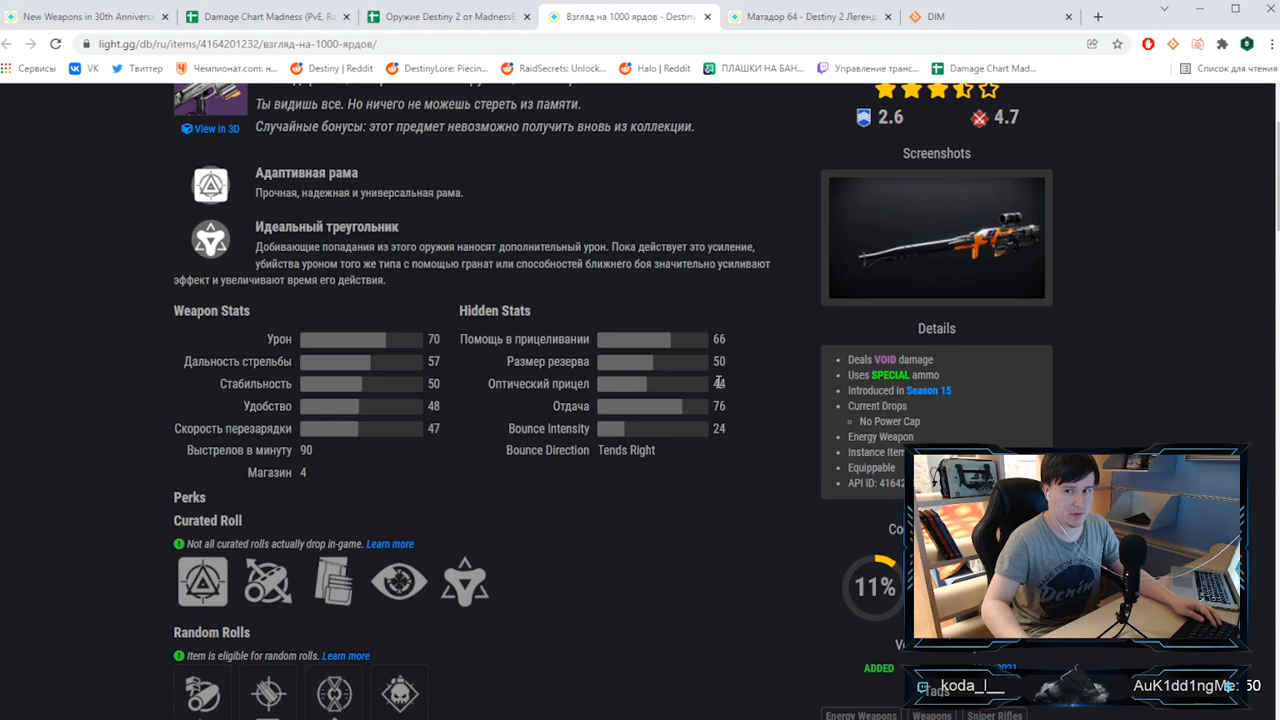 New Weapons in 30th Anniversa
Damage Chart Madness (PvE, Ra
Оружие Destiny 2 от MadnessB
Взгляд на 1000 ярдов - Destiny
Матадор 64 - Destiny 2 Легенд
DIM
light.gg/db/ru/items/4164201232/взгляд-на-1000-ярдов/
Сервисы
VK
Твиттер
Чемпионат.com: н...
Destiny | Reddit
DestinyLore: Piecin...
RaidSecrets: Unlock...
Halo | Reddit
ПЛАШКИ НА БАН...
Управление транс...
Damage Chart Mad...
Список для чтения
Ты видишь все. Но ничего не можешь стереть из памяти.
View in 3D
Случайные бонусы: этот предмет невозможно получить вновь из коллекции.
2.6
4.7
Адаптивная рама
Прочная, надежная и универсальная рама.
Идеальный треугольник
Добивающие попадания из этого оружия наносят дополнительный урон. Пока действует это усиление,
убийства уроном того же типа с помощью гранат или способностей ближнего боя значительно усиливают
эффект и увеличивают время его действия.
Weapon Stats
Урон 70
Дальность стрельбы 57
Стабильность 50
Удобство 48
Скорость перезарядки 47
Выстрелов в минуту 90
Магазин 4
Hidden Stats
Помощь в прицеливании 66
Размер резерва 50
Оптический прицел 44
Отдача 76
Bounce Intensity 24
Bounce Direction Tends Right
Perks
Curated Roll
Not all curated rolls actually drop in-game. Learn more
Random Rolls
Item is eligible for random rolls. Learn more
Screenshots
Details
Deals VOID damage
Uses SPECIAL ammo
Introduced in Season 15
Current Drops
No Power Cap
Energy Weapon
Instance Item
Equippable
API ID: 41642
11%
ADDED
2021
Tags
Energy Weapons
Weapons
Sniper Rifles
koda_l__
AuK1dd1ngMe: 50